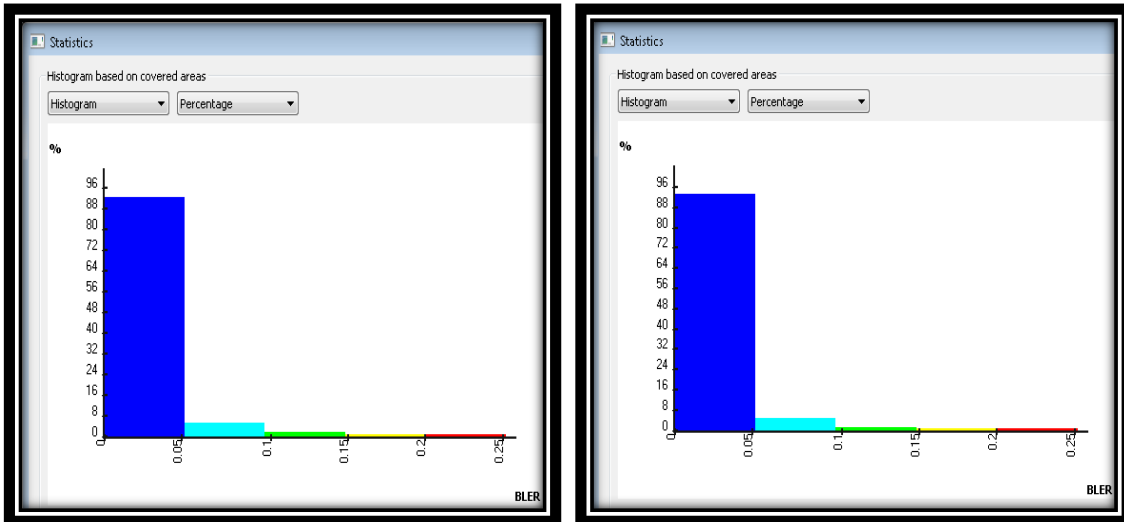 Statistics
Histogram based on covered areas
Histogram Percentage
%
96
88
80
72
64
56
48
40
32
24
16
8
0
0 0.05 0.1 0.15 0.2 0.25
BLER
Statistics
Histogram based on covered areas
Histogram Percentage
%
96
88
80
72
64
56
48
40
32
24
16
8
0
0 0.05 0.1 0.15 0.2 0.25
BLER